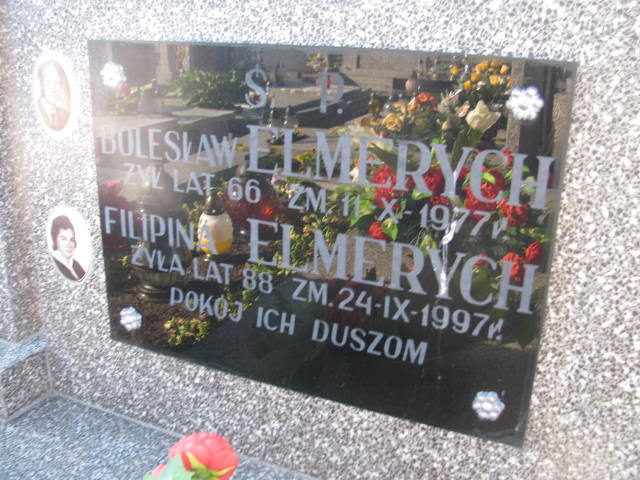 S P
BOLESŁAW ELMERYCH
ŻYŁ LAT 66 ZM. 11-X-1977r.
FILIPINA ELMERYCH
ŻYŁA LAT 88 ZM. 24-IX-1997r.
POKÓJ ICH DUSZOM